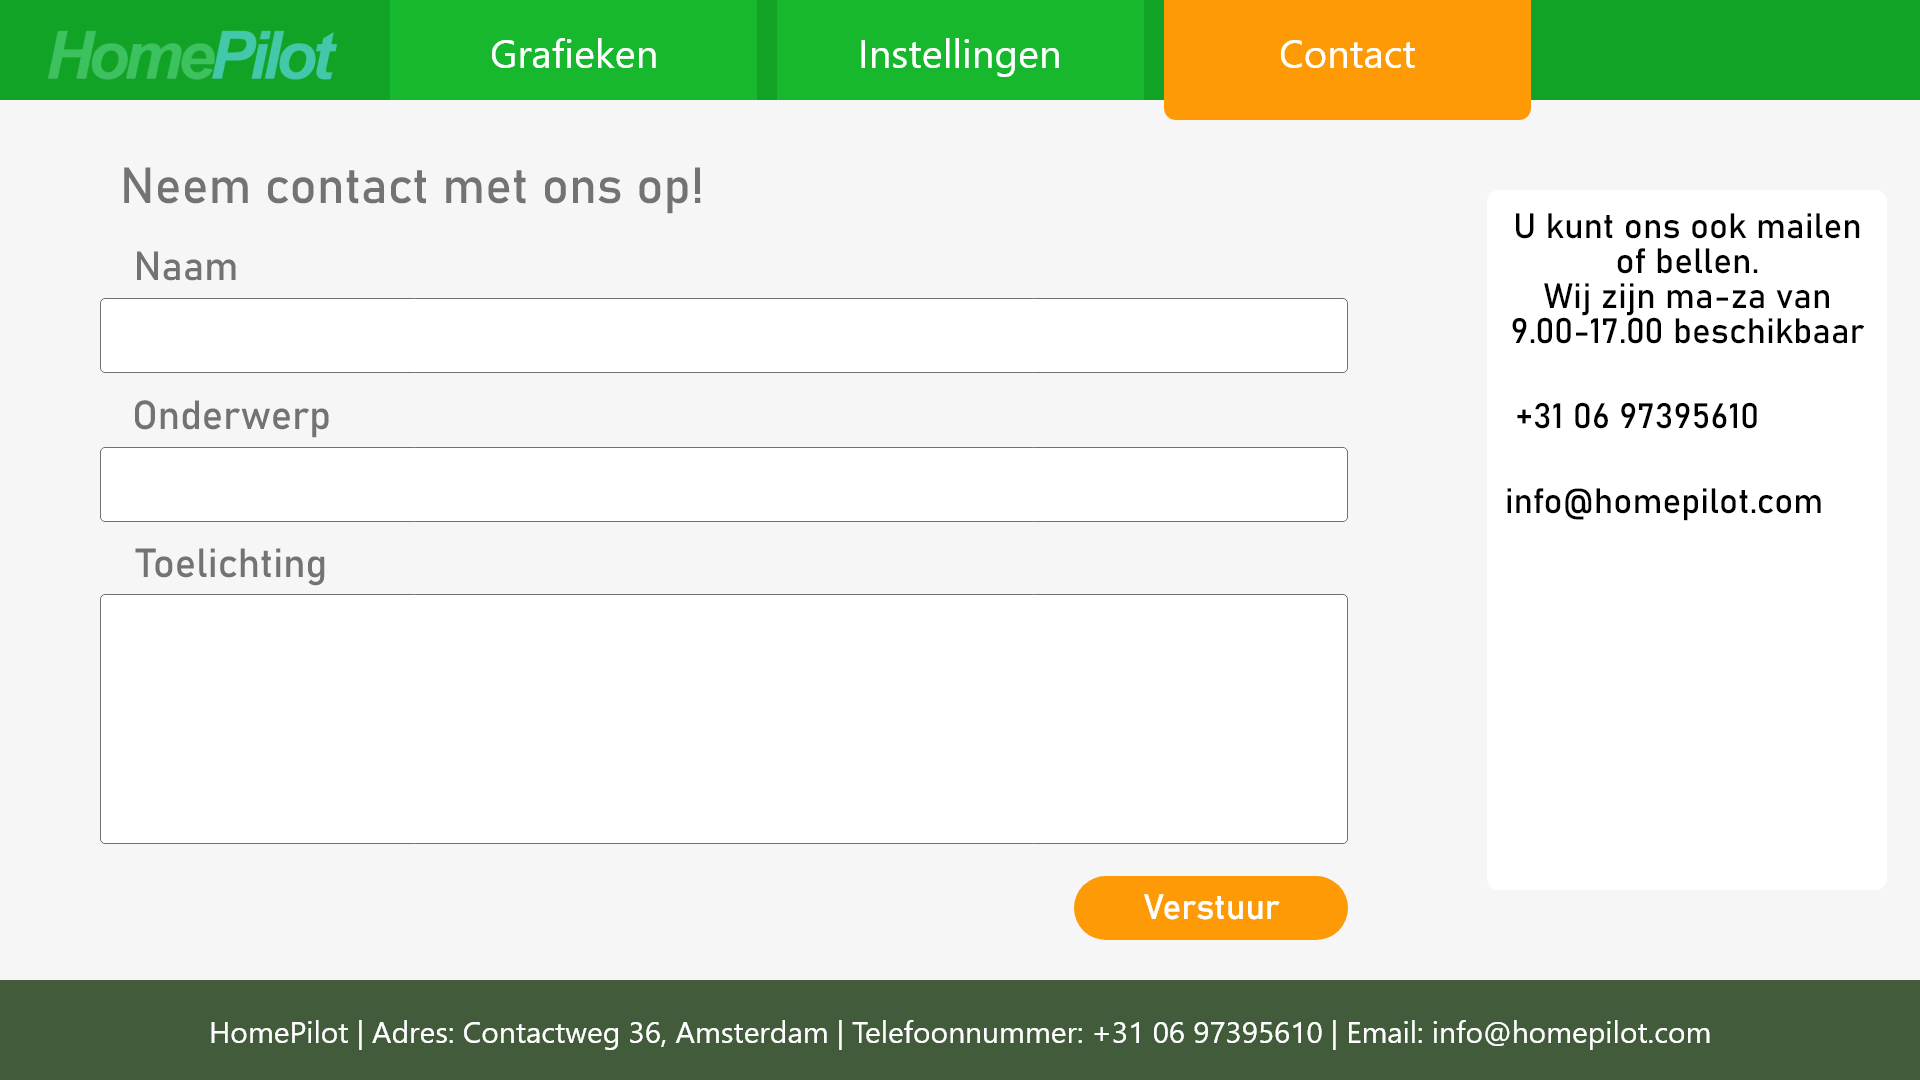 HomePilot
Grafieken
Instellingen
Contact
Neem contact met ons op!
Naam
Onderwerp
Toelichting
Verstuur
U kunt ons ook mailen
of bellen.
Wij zijn ma-za van
9.00-17.00 beschikbaar
+31 06 97395610
info@homepilot.com
HomePilot | Adres: Contactweg 36, Amsterdam | Telefoonnummer: +31 06 97395610 | Email: info@homepilot.com